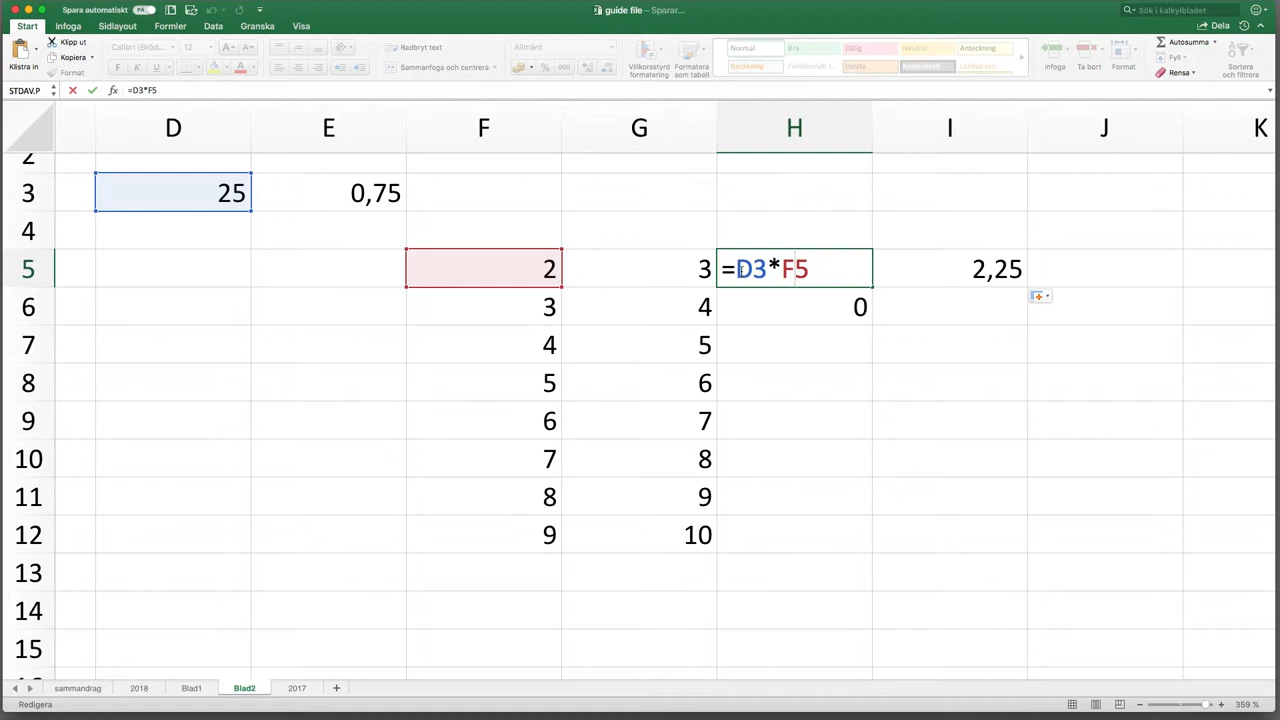 guide file – Sparar...
Spara automatiskt PÅ
Sök i kalkylbladet
Start Infoga Sidlayout Formler Data Granska Visa
Dela
Klistra in
Klipp ut
Kopiera
Format
Calibri (Bröd... 12
Radbryt text
Sammanfoga och centrera
Allmänt
Villkorsstyrd formatering
Formatera som tabell
Normal Bra Dålig Neutral Anteckning
Beräkning Förklarande t... Indata Kontrollcell Länkad cell
Infoga Ta bort Format
Autosumma
Fyll
Rensa
Sortera och filtrera
STDAV.P fx =D3*F5
D E F G H I J K
2
3 25 0,75
4
5 2 3 =D3*F5 2,25
6 3 4 0
7 4 5
8 5 6
9 6 7
10 7 8
11 8 9
12 9 10
13
14
15
sammandrag 2018 Blad1 Blad2 2017 +
Redigera
359 %